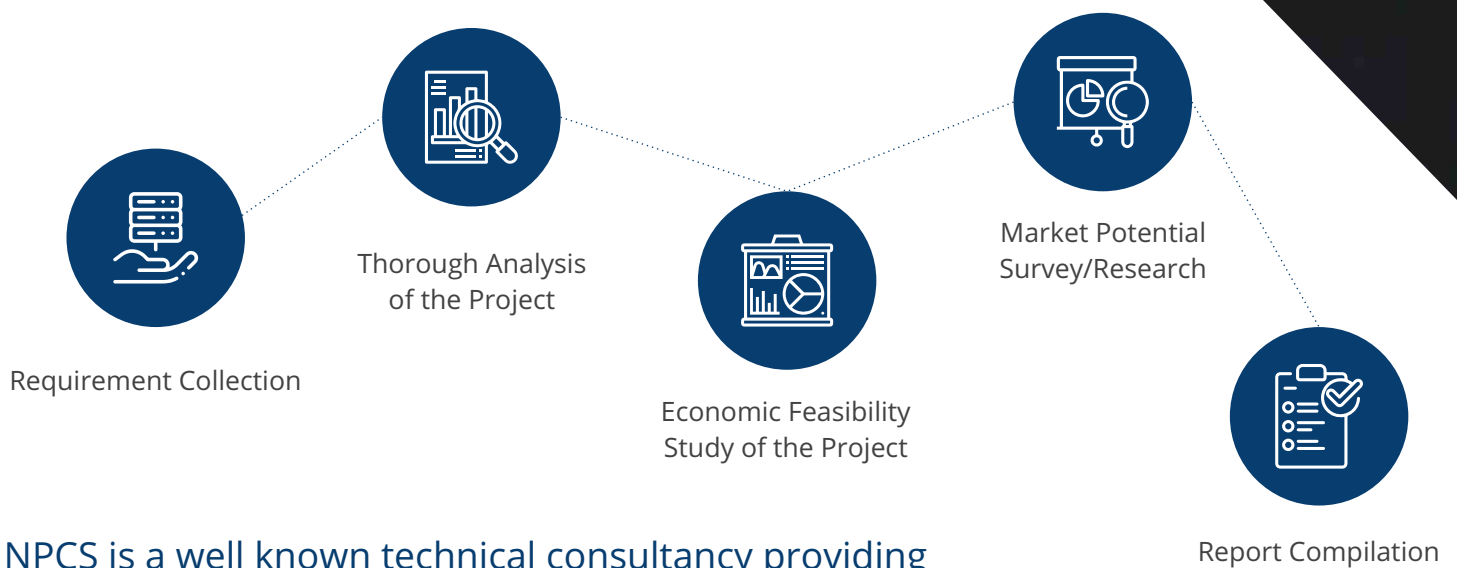 Requirement Collection
Thorough Analysis
of the Project
Economic Feasibility
Study of the Project
Market Potential
Survey/Research
Report Compilation
NPCS is a well known technical consultancy providing